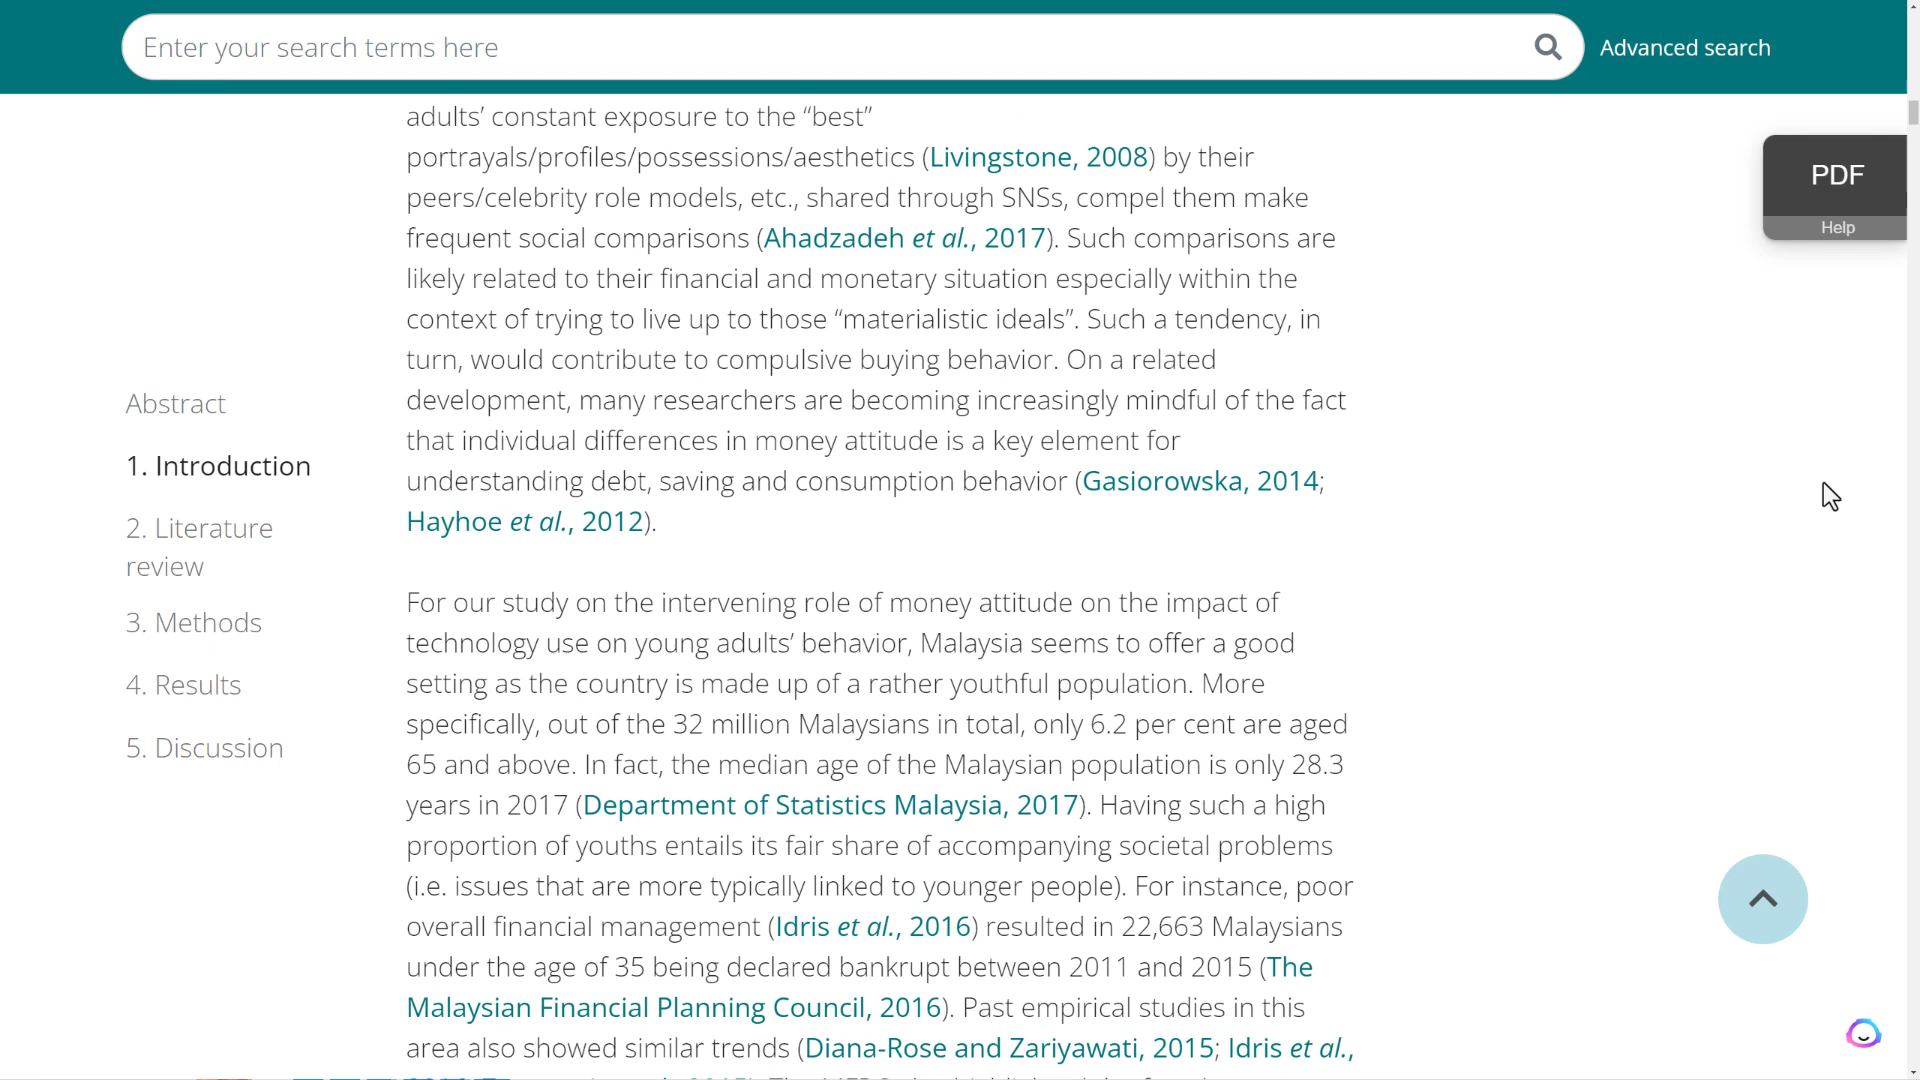 Enter your search terms here
Advanced search
PDF
Help
Abstract
1. Introduction
2. Literature
review
3. Methods
4. Results
5. Discussion
adults’ constant exposure to the “best”
portrayals/profiles/possessions/aesthetics (Livingstone, 2008) by their
peers/celebrity role models, etc., shared through SNSs, compel them make
frequent social comparisons (Ahadzadeh et al., 2017). Such comparisons are
likely related to their financial and monetary situation especially within the
context of trying to live up to those “materialistic ideals”. Such a tendency, in
turn, would contribute to compulsive buying behavior. On a related
development, many researchers are becoming increasingly mindful of the fact
that individual differences in money attitude is a key element for
understanding debt, saving and consumption behavior (Gasiorowska, 2014;
Hayhoe et al., 2012).
For our study on the intervening role of money attitude on the impact of
technology use on young adults’ behavior, Malaysia seems to offer a good
setting as the country is made up of a rather youthful population. More
specifically, out of the 32 million Malaysians in total, only 6.2 per cent are aged
65 and above. In fact, the median age of the Malaysian population is only 28.3
years in 2017 (Department of Statistics Malaysia, 2017). Having such a high
proportion of youths entails its fair share of accompanying societal problems
(i.e. issues that are more typically linked to younger people). For instance, poor
overall financial management (Idris et al., 2016) resulted in 22,663 Malaysians
under the age of 35 being declared bankrupt between 2011 and 2015 (The
Malaysian Financial Planning Council, 2016). Past empirical studies in this
area also showed similar trends (Diana-Rose and Zariyawati, 2015; Idris et al.,